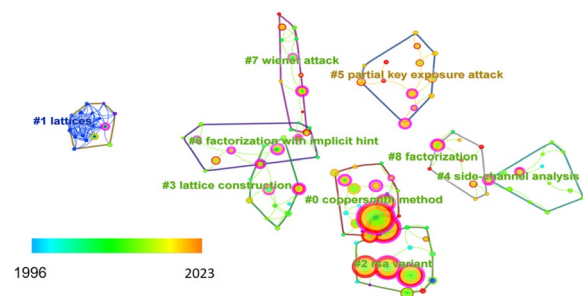 #7 wiener attack
#5 partial key exposure attack
#1 lattices
#6 factorization with implicit hint
#8 factorization
#4 side-channel analysis
#3 lattice construction
#0 coppersmith method
#2 rsa variant
1996
2023